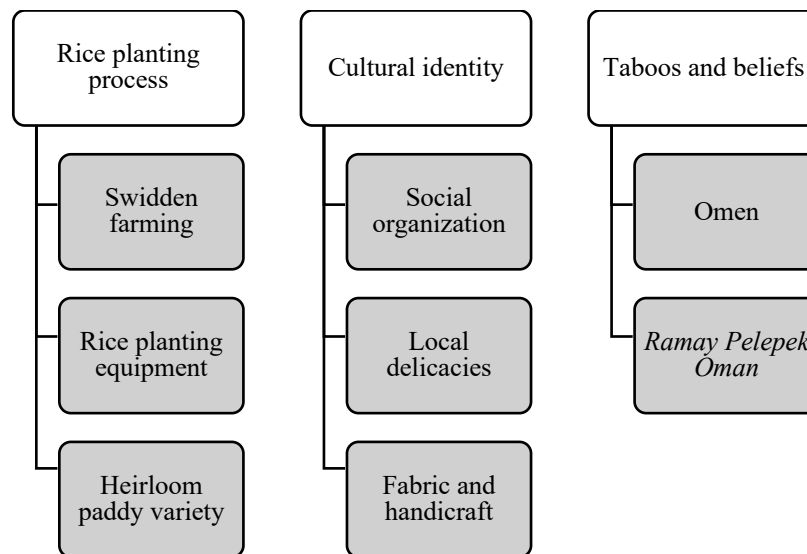 Rice planting
process
Swidden
farming
Rice planting
equipment
Heirloom
paddy variety
Cultural identity
Social
organization
Local
delicacies
Fabric and
handicraft
Taboos and beliefs
Omen
Ramay Pelepek
Oman